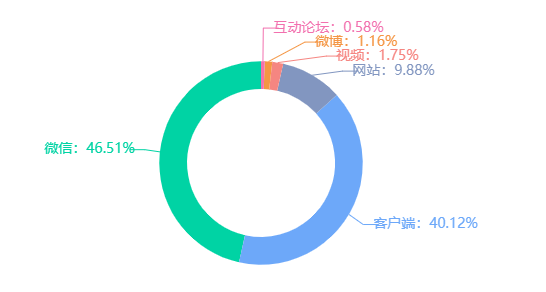 互动论坛：0.58%
微博：1.16%
视频：1.75%
网站：9.88%
微信：46.51%
客户端：40.12%